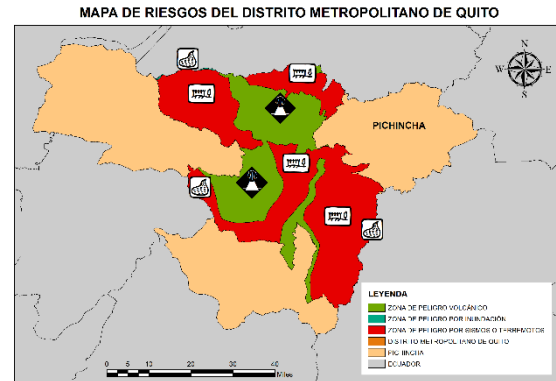 MAPA DE RIESGOS DEL DISTRITO METROPOLITANO DE QUITO
N
W E
S
PICHINCHA
LEYENDA
ZONA DE PELIGRO VOLCÁNICO
ZONA DE PELIGRO POR INUNDACIÓN
ZONA DE PELIGRO POR SISMOS O TERREMOTOS
DISTRITO METROPOLITANO DE QUITO
PICHINCHA
ECUADOR
0 5 10 20 30 40
Miles